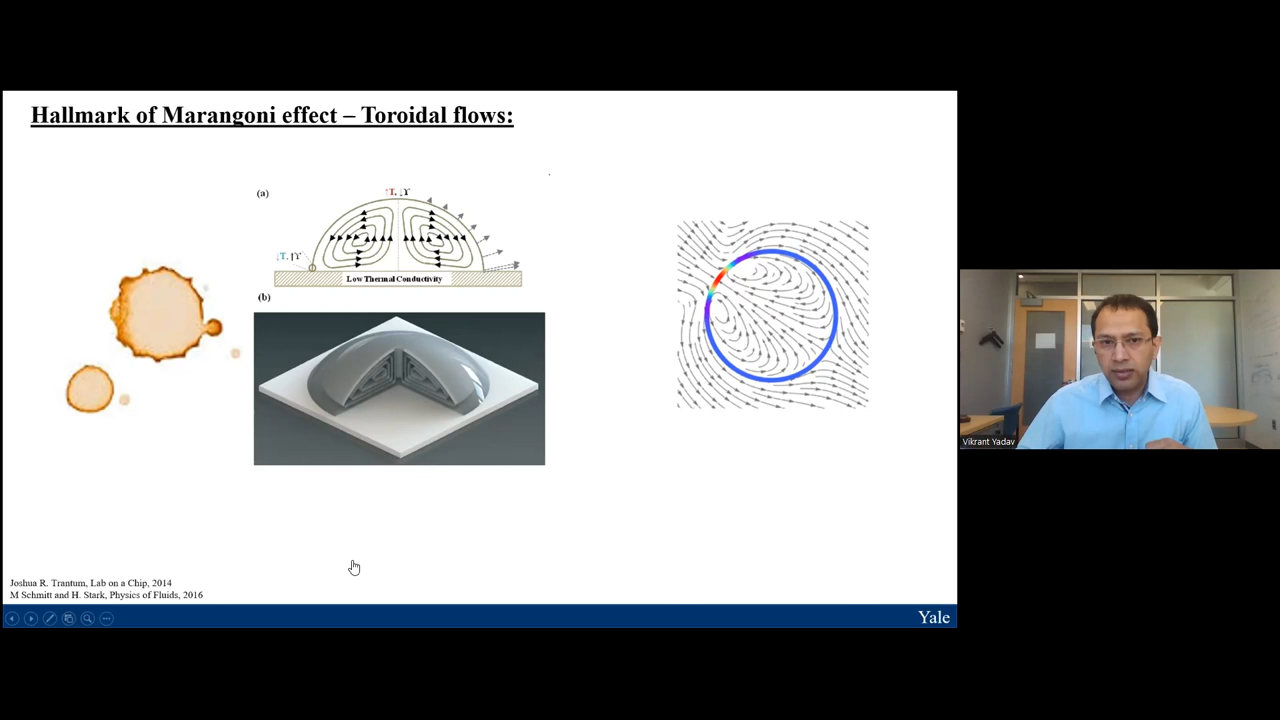 Hallmark of Marangoni effect – Toroidal flows:
(a)
↑T, ↓ϒ
↓T, ↑ϒ
Low Thermal Conductivity
(b)
Vikrant Yadav
Joshua R. Trantum, Lab on a Chip, 2014
M Schmitt and H. Stark, Physics of Fluids, 2016
Yale